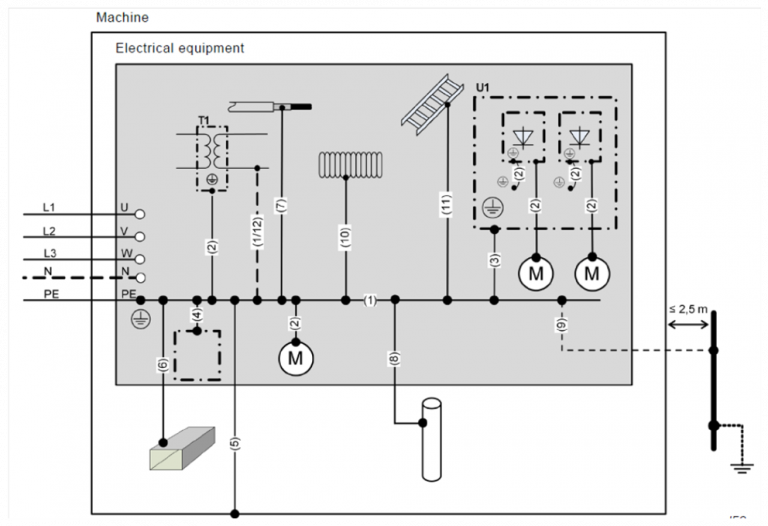 Machine
Electrical equipment
U1
T1
(2)
(2)
(2)
(2)
(7)
(11)
L1 U
(1/12)
(10)
L2 V
(2)
(3)
L3 W
M
M
N N
PE PE
(1)
≤ 2,5 m
(4)
(2)
(9)
M
(6)
(8)
(5)